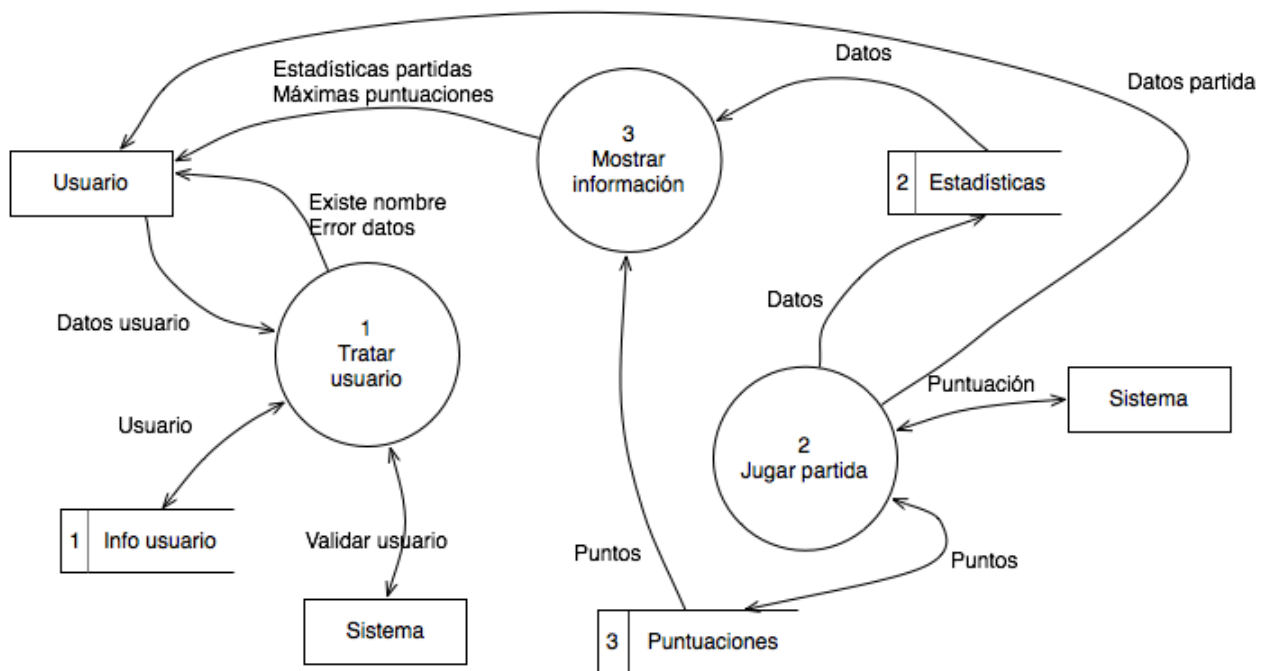 Datos
Estadísticas partidas
Máximas puntuaciones
Datos partida
3
Mostrar
información
Usuario
2 Estadísticas
Existe nombre
Error datos
Datos usuario
Datos
1
Tratar
usuario
Puntuación
Sistema
Usuario
2
Jugar partida
1 Info usuario
Validar usuario
Puntos
Puntos
Sistema
3 Puntuaciones